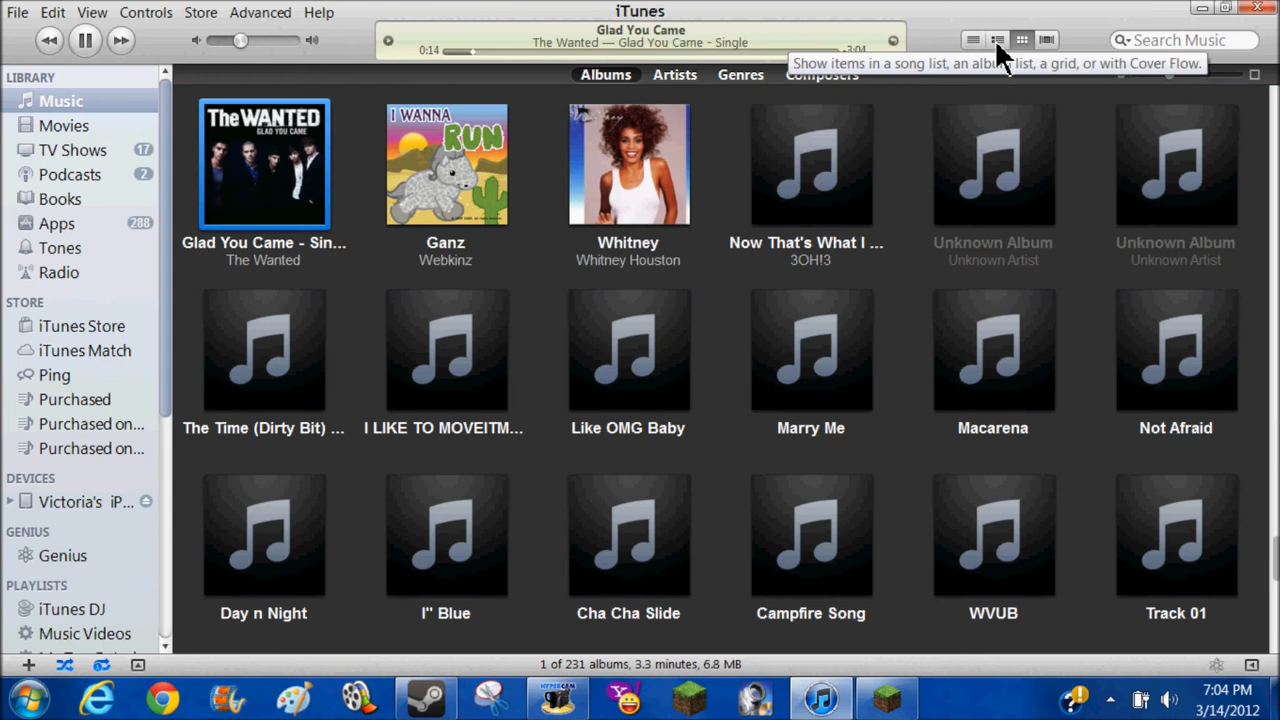 File Edit View Controls Store Advanced Help
iTunes
Glad You Came
The Wanted — Glad You Came - Single
0:14
-3:04
Search Music
Show items in a song list, an album list, a grid, or with Cover Flow.
Albums Artists Genres Composers
LIBRARY
Music
Movies
TV Shows 17
Podcasts 2
Books
Apps 288
Tones
Radio
STORE
iTunes Store
iTunes Match
Ping
Purchased
Purchased on...
Purchased on...
DEVICES
Victoria's iP...
GENIUS
Genius
PLAYLISTS
iTunes DJ
Music Videos
The WANTED
GLAD YOU CAME
I WANNA
RUN
Whitney
Glad You Came - Sin...
The Wanted
Ganz
Webkinz
Whitney
Whitney Houston
Now That's What I ...
3OH!3
Unknown Album
Unknown Artist
Unknown Album
Unknown Artist
The Time (Dirty Bit) ...
I LIKE TO MOVEITM...
Like OMG Baby
Marry Me
Macarena
Not Afraid
Day n Night
I'' Blue
Cha Cha Slide
Campfire Song
WVUB
Track 01
1 of 231 albums, 3.3 minutes, 6.8 MB
HYPERCAM
7:04 PM
3/14/2012